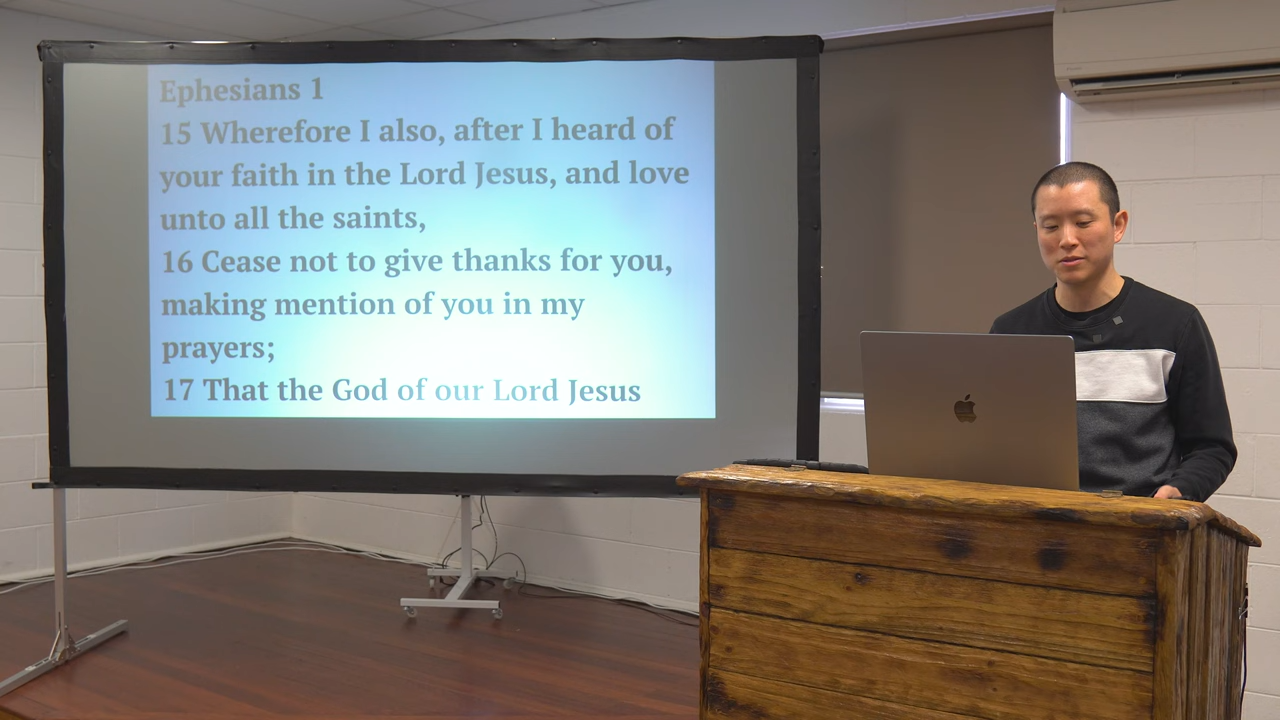 Ephesians 1
15 Wherefore I also, after I heard of
your faith in the Lord Jesus, and love
unto all the saints,
16 Cease not to give thanks for you,
making mention of you in my
prayers;
17 That the God of our Lord Jesus